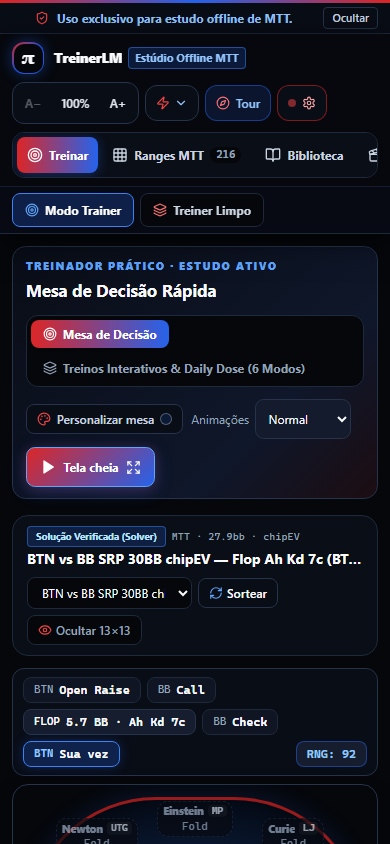 Uso exclusivo para estudo offline de MTT. Ocultar
π TreinerLM Estúdio Offline MTT
A− 100% A+ Tour
Treinar Ranges MTT 216 Biblioteca
Modo Trainer Treiner Limpo
TREINADOR PRÁTICO · ESTUDO ATIVO
Mesa de Decisão Rápida
Mesa de Decisão
Treinos Interativos & Daily Dose (6 Modos)
Personalizar mesa Animações Normal
Tela cheia
Solução Verificada (Solver) MTT · 27.9bb · chipEV
BTN vs BB SRP 30BB chipEV — Flop Ah Kd 7c (BT...
BTN vs BB SRP 30BB ch Sortear
Ocultar 13×13
BTN Open Raise BB Call
FLOP 5.7 BB · Ah Kd 7c BB Check
BTN Sua vez RNG: 92
Einstein MP
Fold
Newton UTG Curie LJ
Fold Fold